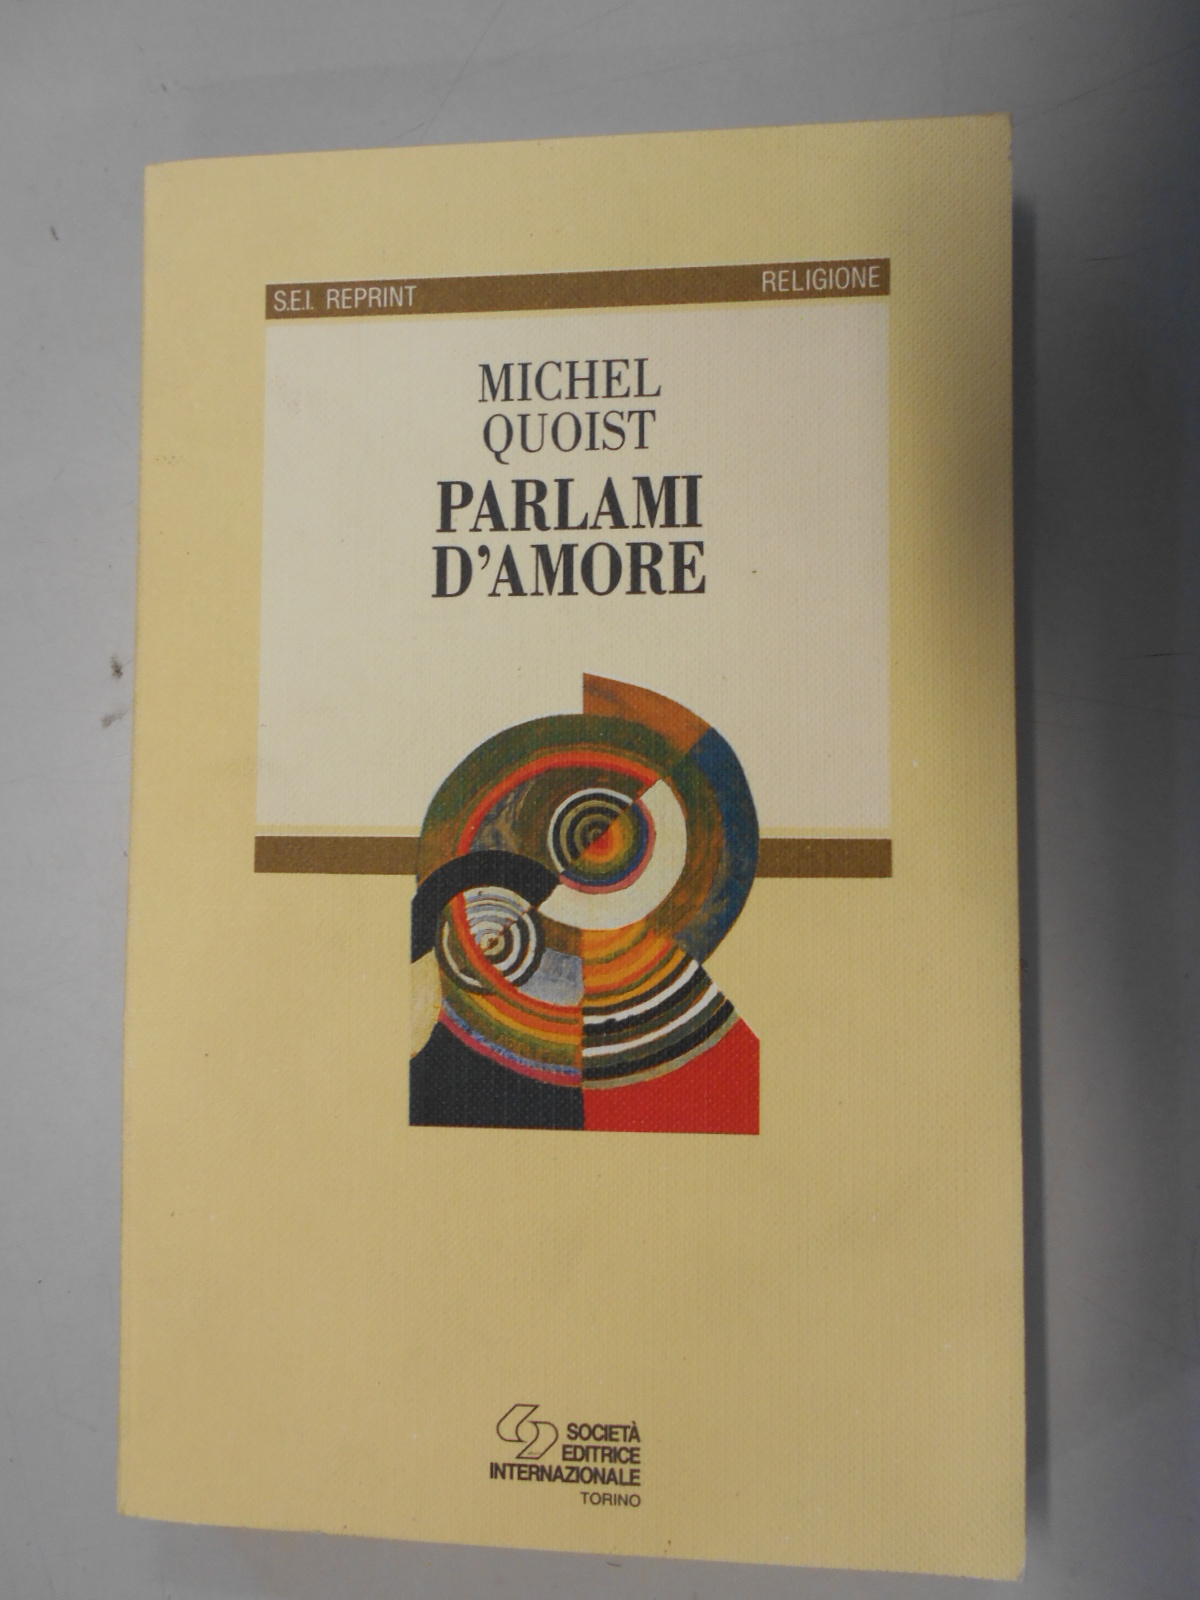 S.E.I. REPRINT RELIGIONE
MICHEL
QUOIST
PARLAMI
D'AMORE
SOCIETÀ
EDITRICE
INTERNAZIONALE
TORINO